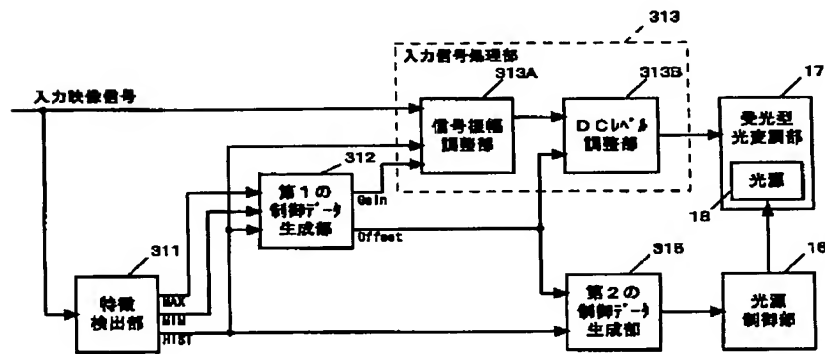 313
入力信号処理部
313A
313B
17
入力映像信号
信号振幅
調整部
DCレベル
調整部
受光型
光変調部
312
光源
第1の
制御データ
生成部
Gain
Offset
18
311
315
16
特徴
検出部
MAX
MIM
HIST
第2の
制御データ
生成部
光源
制御部